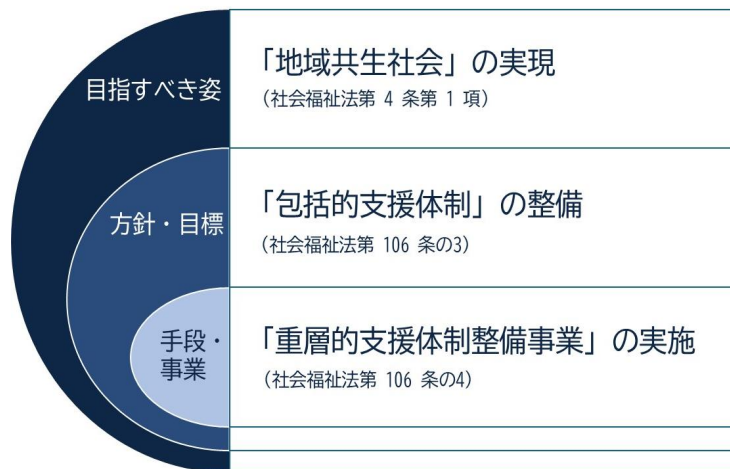 目指すべき姿
「地域共生社会」の実現
(社会福祉法第 4 条第 1 項)
方針・目標
「包括的支援体制」の整備
(社会福祉法第 106 条の3)
手段・
事業
「重層的支援体制整備事業」の実施
(社会福祉法第 106 条の4)